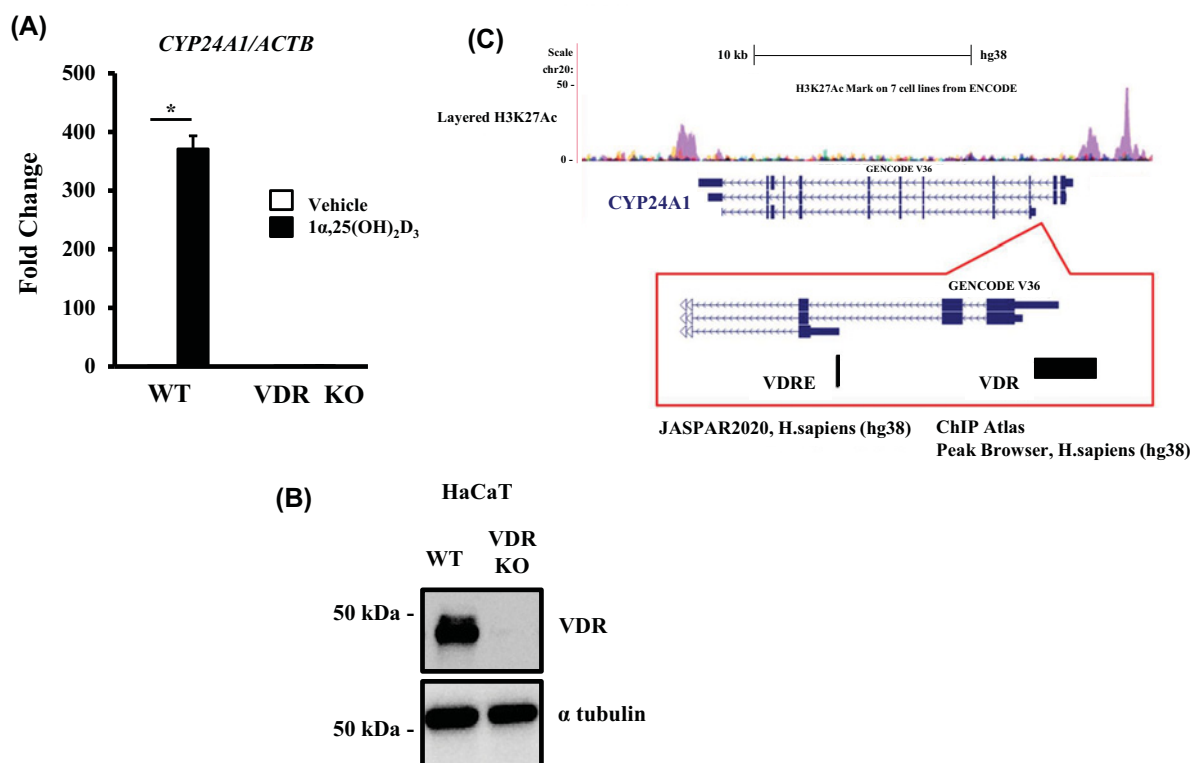 (A)
CYP24A1/ACTB
500
400
300
200
100
0
Fold Change
*
Vehicle
1α,25(OH)₂D₃
WT
VDR KO
(C)
Scale
chr20:
10 kb
hg38
50 -
H3K27Ac Mark on 7 cell lines from ENCODE
Layered H3K27Ac
0 -
GENCODE V36
CYP24A1
GENCODE V36
VDRE
VDR
JASPAR2020, H.sapiens (hg38)
ChIP Atlas
Peak Browser, H.sapiens (hg38)
(B)
HaCaT
WT
VDR
KO
50 kDa -
VDR
50 kDa -
α tubulin